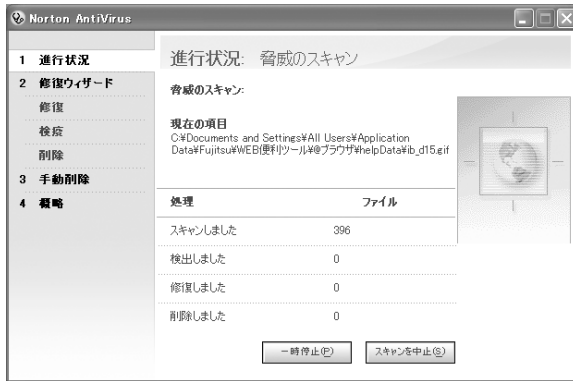 Norton AntiVirus
1 進行状況
2 修復ウィザード
修復
検疫
削除
3 手動削除
4 概略
進行状況: 脅威のスキャン
脅威のスキャン:
現在の項目
C:¥Documents and Settings¥All Users¥Application
Data¥Fujitsu¥WEB便利ツール¥@ブラウザ¥helpData¥ib_d15.gif
処理 ファイル
スキャンしました 396
検出しました 0
修復しました 0
削除しました 0
一時停止(P) スキャンを中止(S)